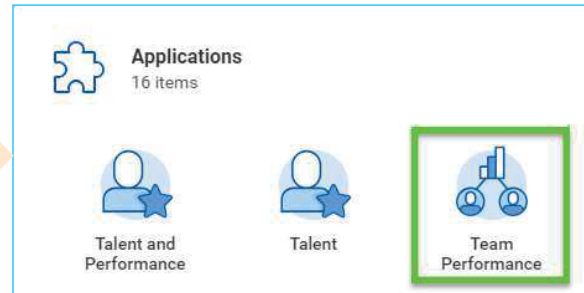 Applications
16 items
Talent and
Performance
Talent
Team
Performance